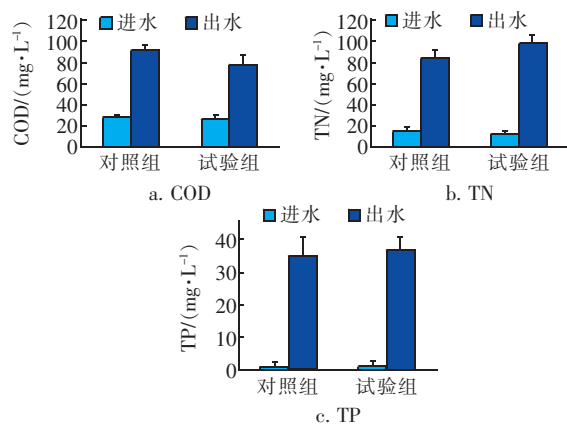 进水 出水
COD/(mg·L⁻¹)
120
100
80
60
40
20
0
对照组 试验组
a. COD
进水 出水
TN/(mg·L⁻¹)
120
100
80
60
40
20
0
对照组 试验组
b. TN
进水 出水
TP/(mg·L⁻¹)
40
30
20
10
0
对照组 试验组
c. TP